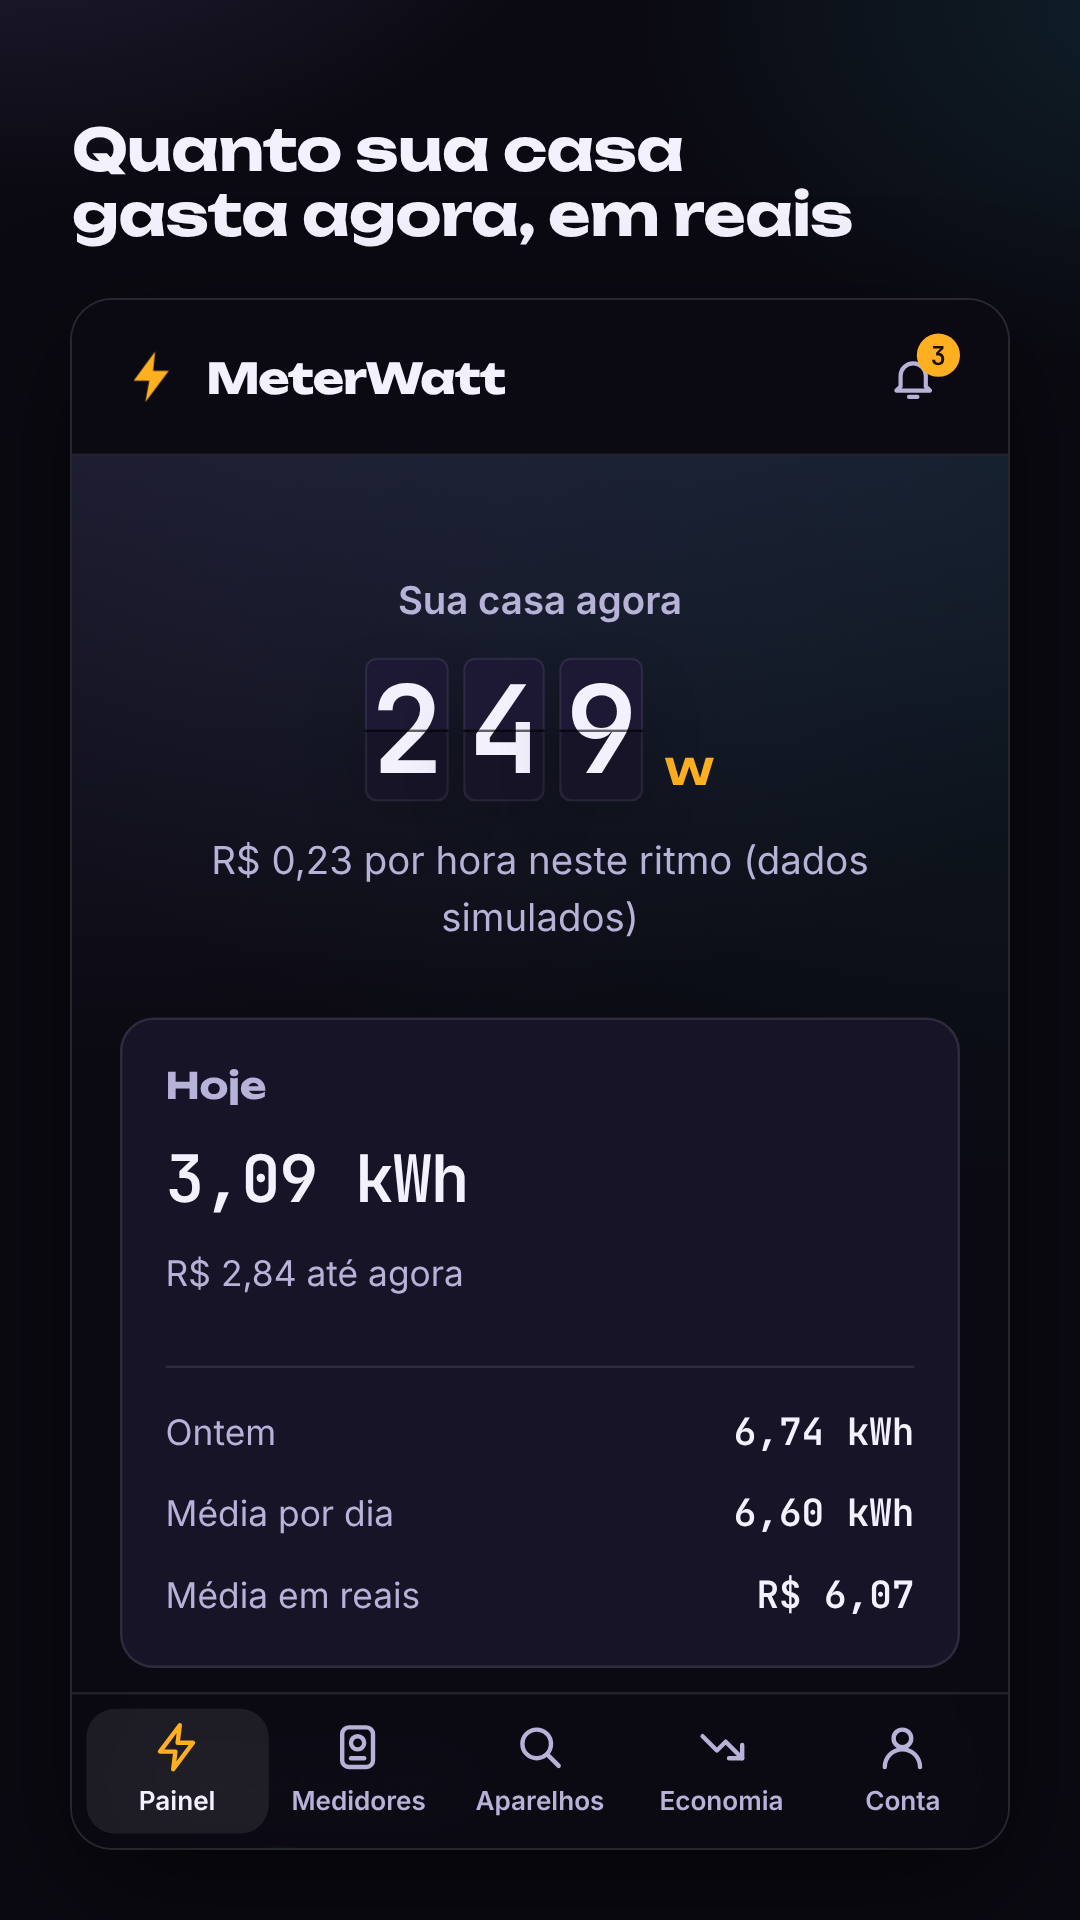 Quanto sua casa
gasta agora, em reais
MeterWatt
3
Sua casa agora
249 W
R$ 0,23 por hora neste ritmo (dados
simulados)
Hoje
3,09 kWh
R$ 2,84 até agora
Ontem 6,74 kWh
Média por dia 6,60 kWh
Média em reais R$ 6,07
Painel Medidores Aparelhos Economia Conta